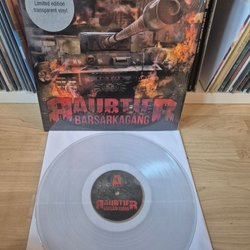 Limited edition
transparent vinyl
RAUBTIER
BÄRSÄRKAGÅNG
RAUBTIER
BÄRSÄRKAGÅNG